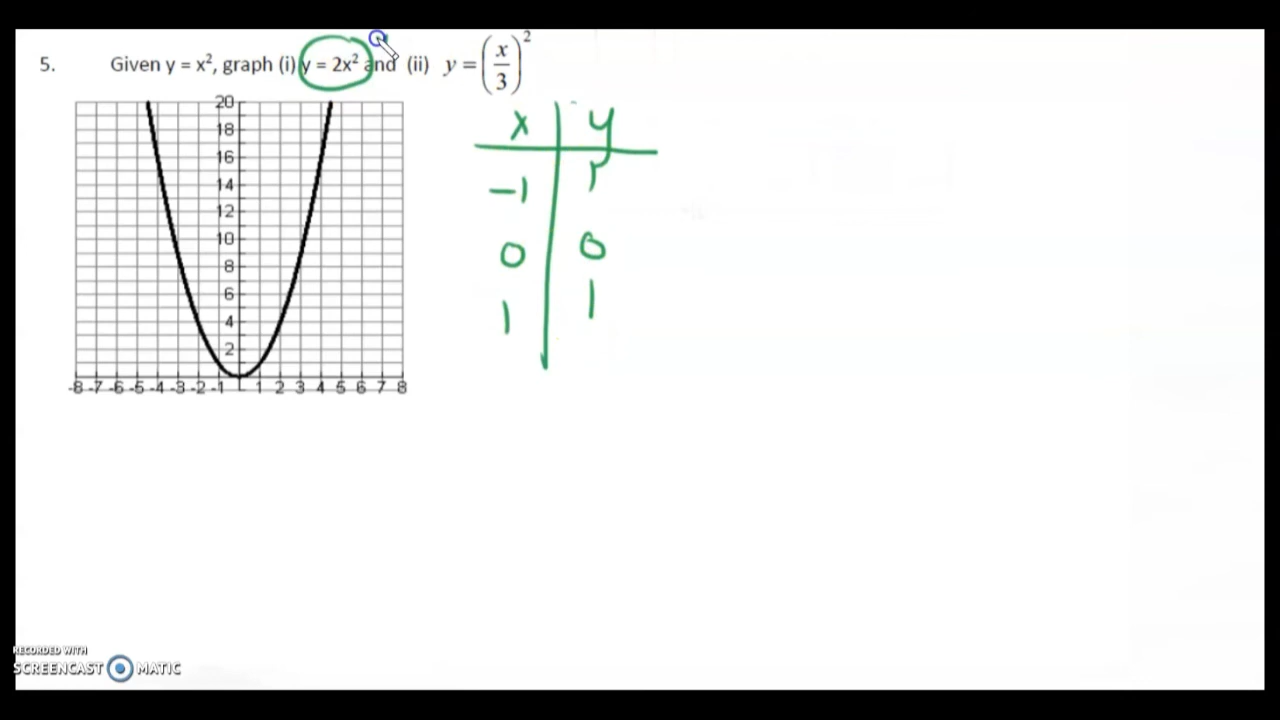 5. Given y = x², graph (i) y = 2x² and (ii) y = (x/3)²
x y
-1 1
0 0
1 1
20
18
16
14
12
10
8
6
4
2
-8 -7 -6 -5 -4 -3 -2 -1 1 2 3 4 5 6 7 8
RECORDED WITH
SCREENCAST MATIC